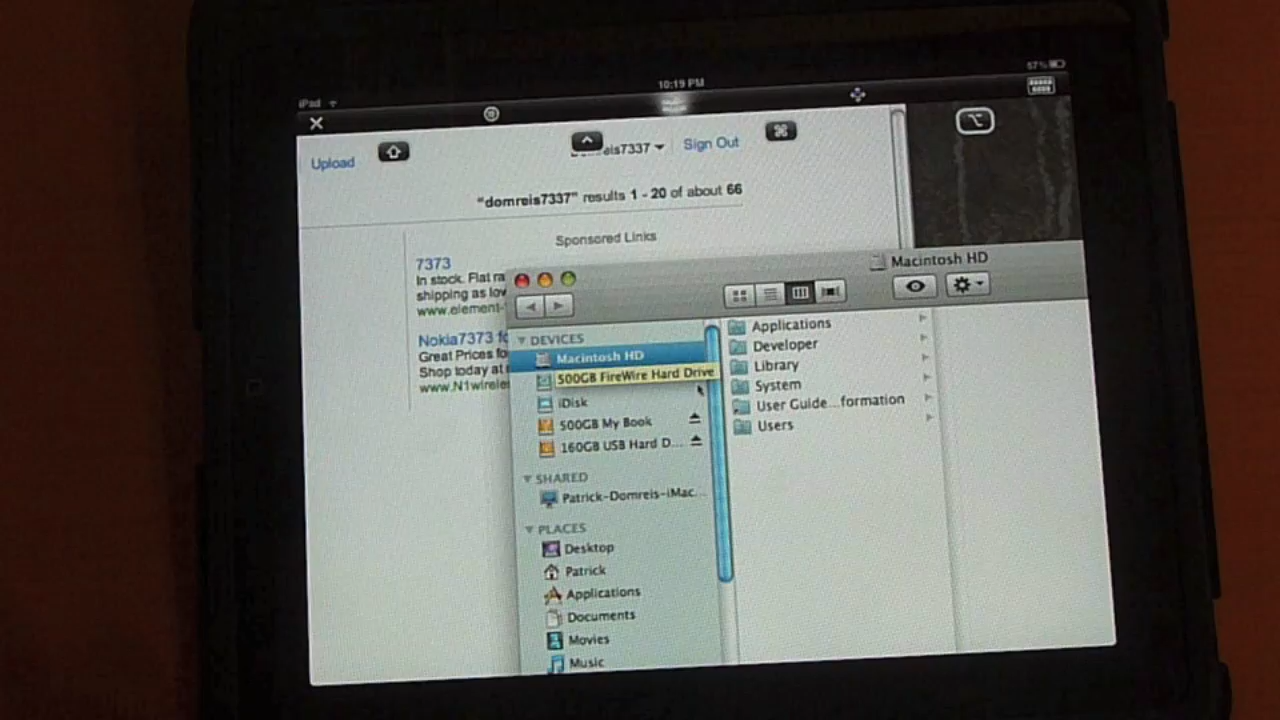 10:19 PM
57%
iPad
Upload
eis7337
Sign Out
"domreis7337" results 1 - 20 of about 66
Sponsored Links
7373
In stock. Flat ra
shipping as low
www.element-
Nokia7373 fo
Great Prices fo
Shop today at
www.N1wirele
Macintosh HD
DEVICES
Macintosh HD
500GB FireWire Hard Drive
iDisk
500GB My Book
160GB USB Hard D...
SHARED
Patrick-Domreis-iMac...
PLACES
Desktop
Patrick
Applications
Documents
Movies
Music
Applications
Developer
Library
System
User Guide...formation
Users